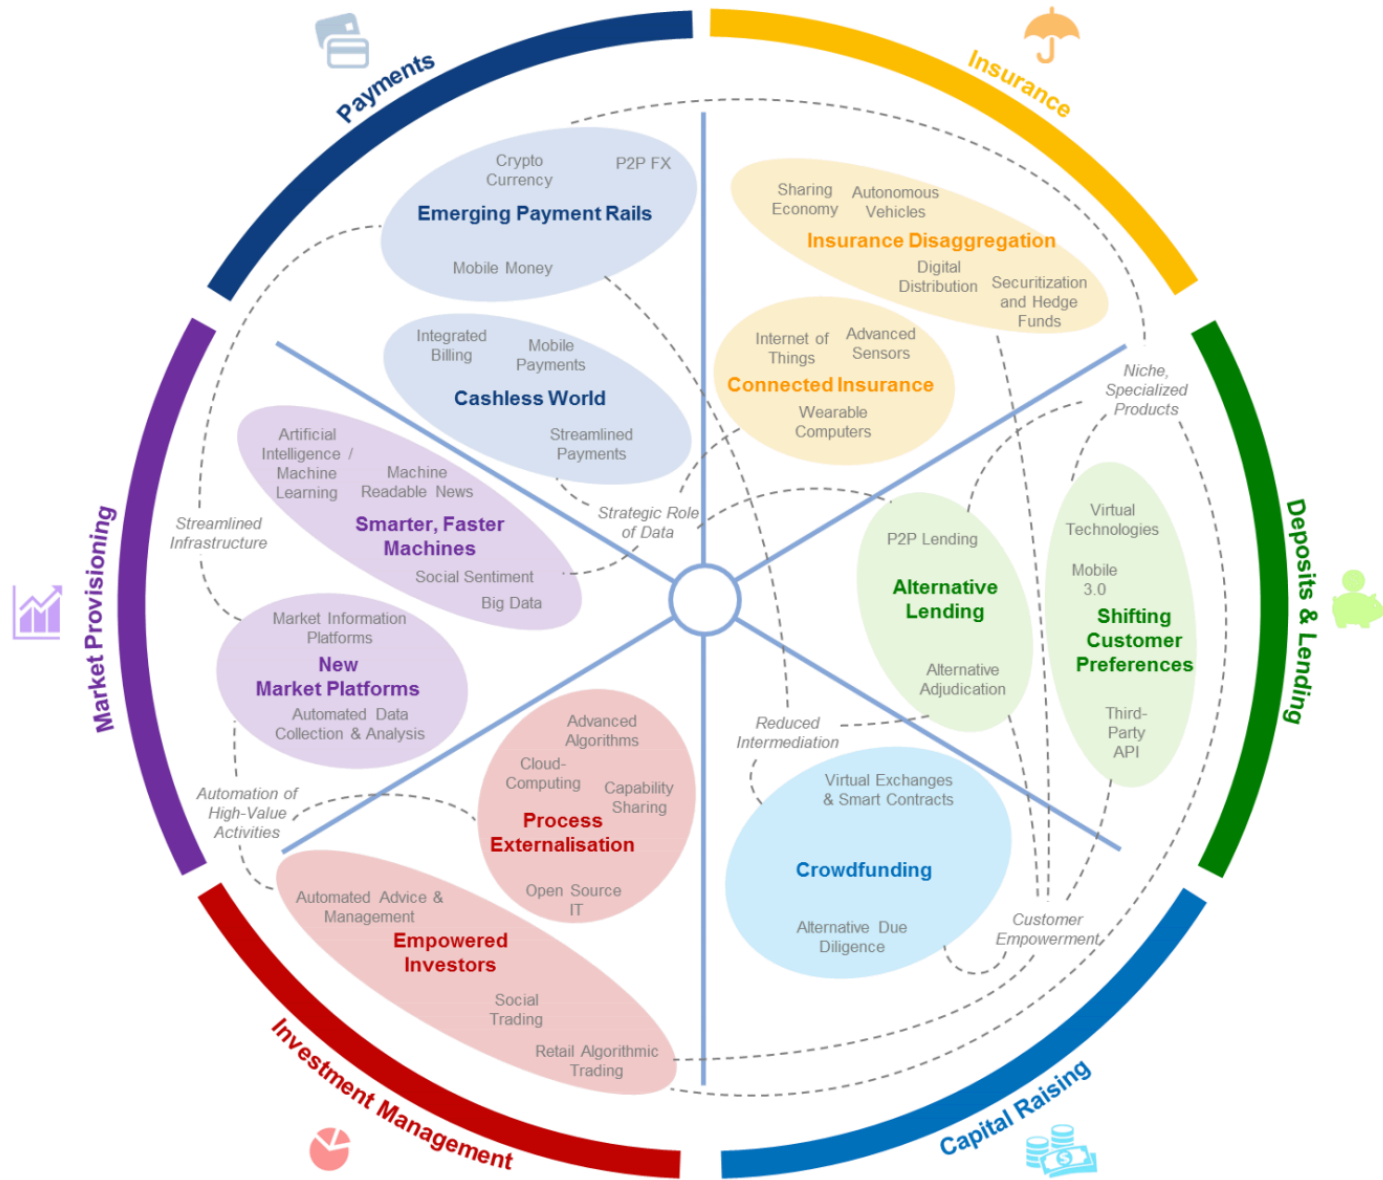 Payments
Crypto
Currency
P2P FX
Emerging Payment Rails
Mobile Money
Integrated
Billing
Mobile
Payments
Cashless World
Streamlined
Payments
Insurance
Sharing
Economy
Autonomous
Vehicles
Insurance Disaggregation
Digital
Distribution
Securitization
and Hedge
Funds
Internet of
Things
Advanced
Sensors
Connected Insurance
Wearable
Computers
Niche,
Specialized
Products
Deposits & Lending
P2P Lending
Alternative
Lending
Alternative
Adjudication
Virtual
Technologies
Mobile
3.0
Shifting
Customer
Preferences
Third-
Party
API
Capital Raising
Reduced
Intermediation
Virtual Exchanges
& Smart Contracts
Crowdfunding
Alternative Due
Diligence
Customer
Empowerment
Investment Management
Advanced
Algorithms
Cloud-
Computing
Capability
Sharing
Process
Externalisation
Open Source
IT
Automated Advice &
Management
Empowered
Investors
Social
Trading
Retail Algorithmic
Trading
Market Provisioning
Artificial
Intelligence /
Machine
Learning
Machine
Readable News
Smarter, Faster
Machines
Social Sentiment
Big Data
Strategic Role
of Data
Streamlined
Infrastructure
Market Information
Platforms
New
Market Platforms
Automated Data
Collection & Analysis
Automation of
High-Value
Activities